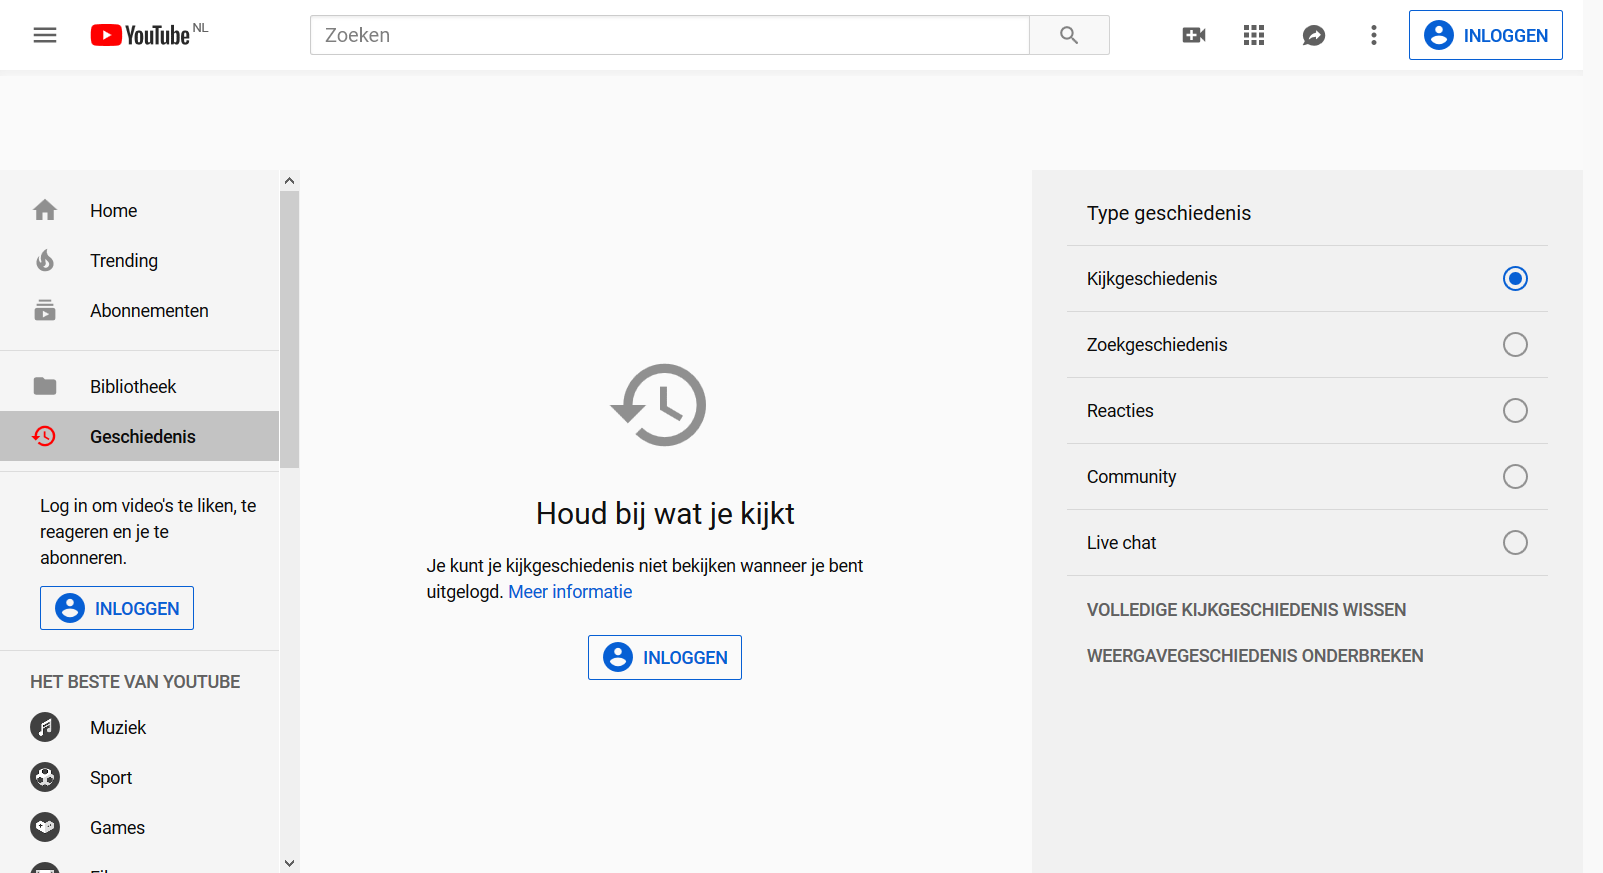 YouTube NL
Zoeken
INLOGGEN
Home
Trending
Abonnementen
Bibliotheek
Geschiedenis
Log in om video's te liken, te
reageren en je te
abonneren.
INLOGGEN
HET BESTE VAN YOUTUBE
Muziek
Sport
Games
Houd bij wat je kijkt
Je kunt je kijkgeschiedenis niet bekijken wanneer je bent
uitgelogd. Meer informatie
INLOGGEN
Type geschiedenis
Kijkgeschiedenis
Zoekgeschiedenis
Reacties
Community
Live chat
VOLLEDIGE KIJKGESCHIEDENIS WISSEN
WEERGAVEGESCHIEDENIS ONDERBREKEN